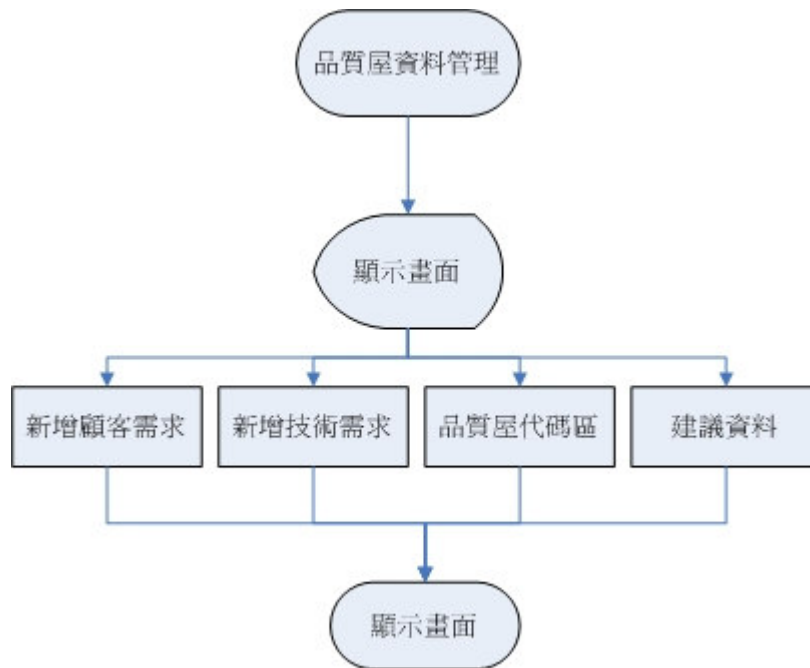 品質屋資料管理
顯示畫面
新增顧客需求
新增技術需求
品質屋代碼區
建議資料
顯示畫面